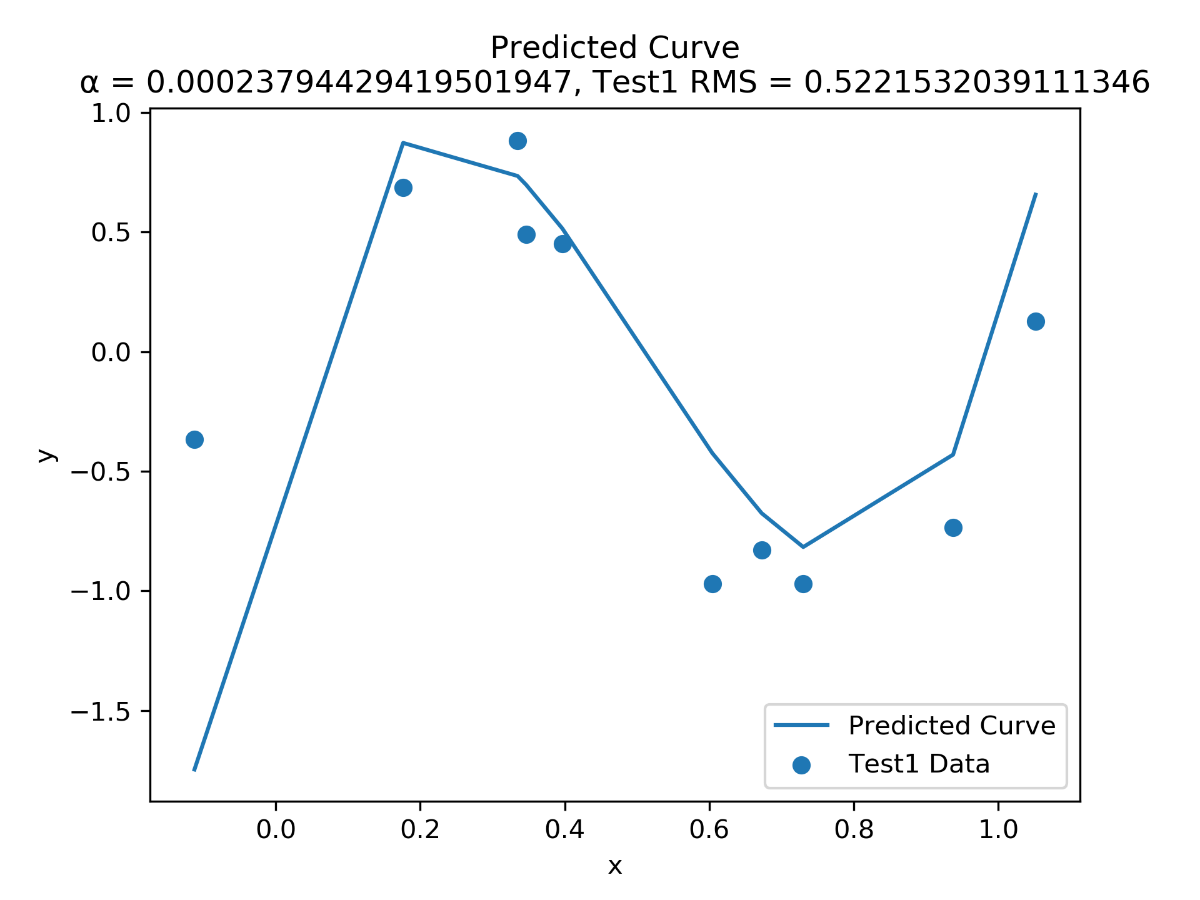 Predicted Curve
α = 0.00023794429419501947, Test1 RMS = 0.5221532039111346
1.0
0.5
0.0
−0.5
−1.0
−1.5
y
0.0 0.2 0.4 0.6 0.8 1.0
x
Predicted Curve
Test1 Data